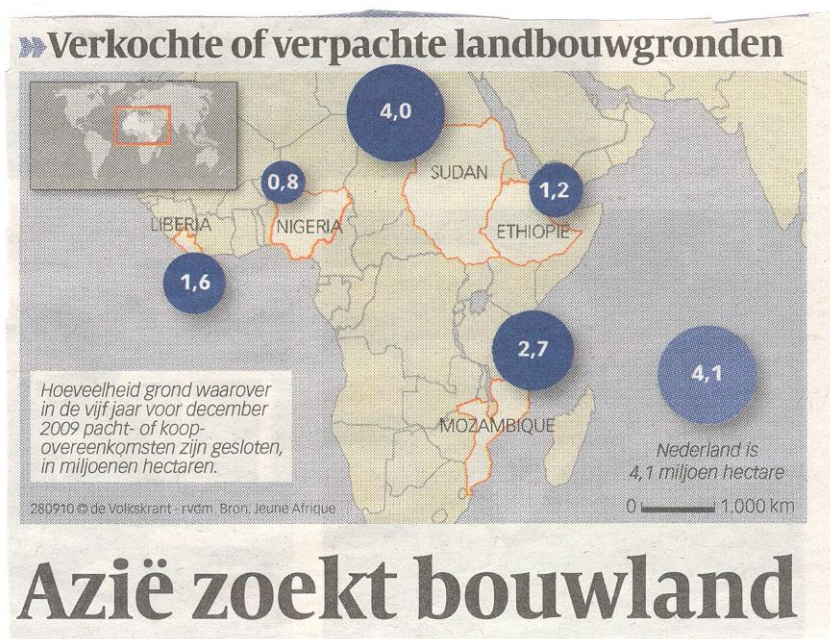 »Verkochte of verpachte landbouwgronden
4,0
SUDAN
0,8
1,2
LIBERIA
NIGERIA
ETHIOPIË
1,6
2,7
4,1
Hoeveelheid grond waarover
in de vijf jaar voor december
2009 pacht- of koop-
overeenkomsten zijn gesloten,
in miljoenen hectaren.
MOZAMBIQUE
Nederland is
4,1 miljoen hectare
280910 © de Volkskrant - rvdm. Bron: Jeune Afrique
0 1.000 km
Azië zoekt bouwland